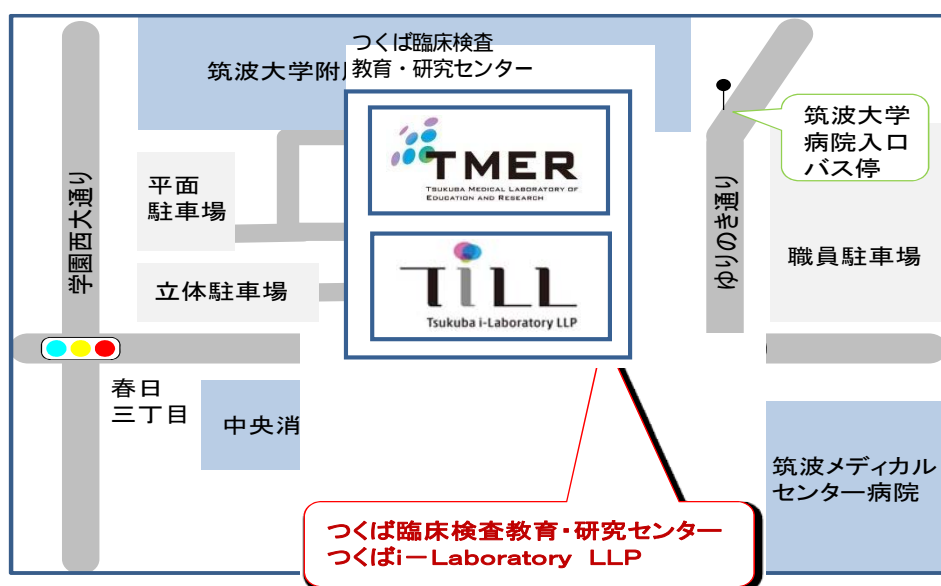 つくば臨床検査
教育・研究センター
筑波大学附
TMER
TSUKUBA MEDICAL LABORATORY OF
EDUCATION AND RESEARCH
筑波大学
病院入口
バス停
平面
駐車場
学園西大通り
ゆりのき通り
職員駐車場
立体駐車場
TiLL
Tsukuba i-Laboratory LLP
春日
三丁目
中央消
筑波メディカル
センター病院
つくば臨床検査教育・研究センター
つくばi－Laboratory LLP